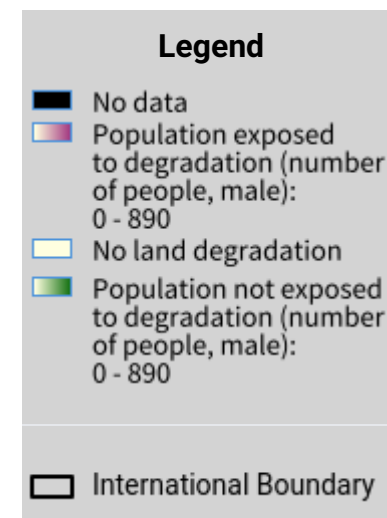 Legend
No data
Population exposed
to degradation (number
of people, male):
0 - 890
No land degradation
Population not exposed
to degradation (number
of people, male):
0 - 890
International Boundary